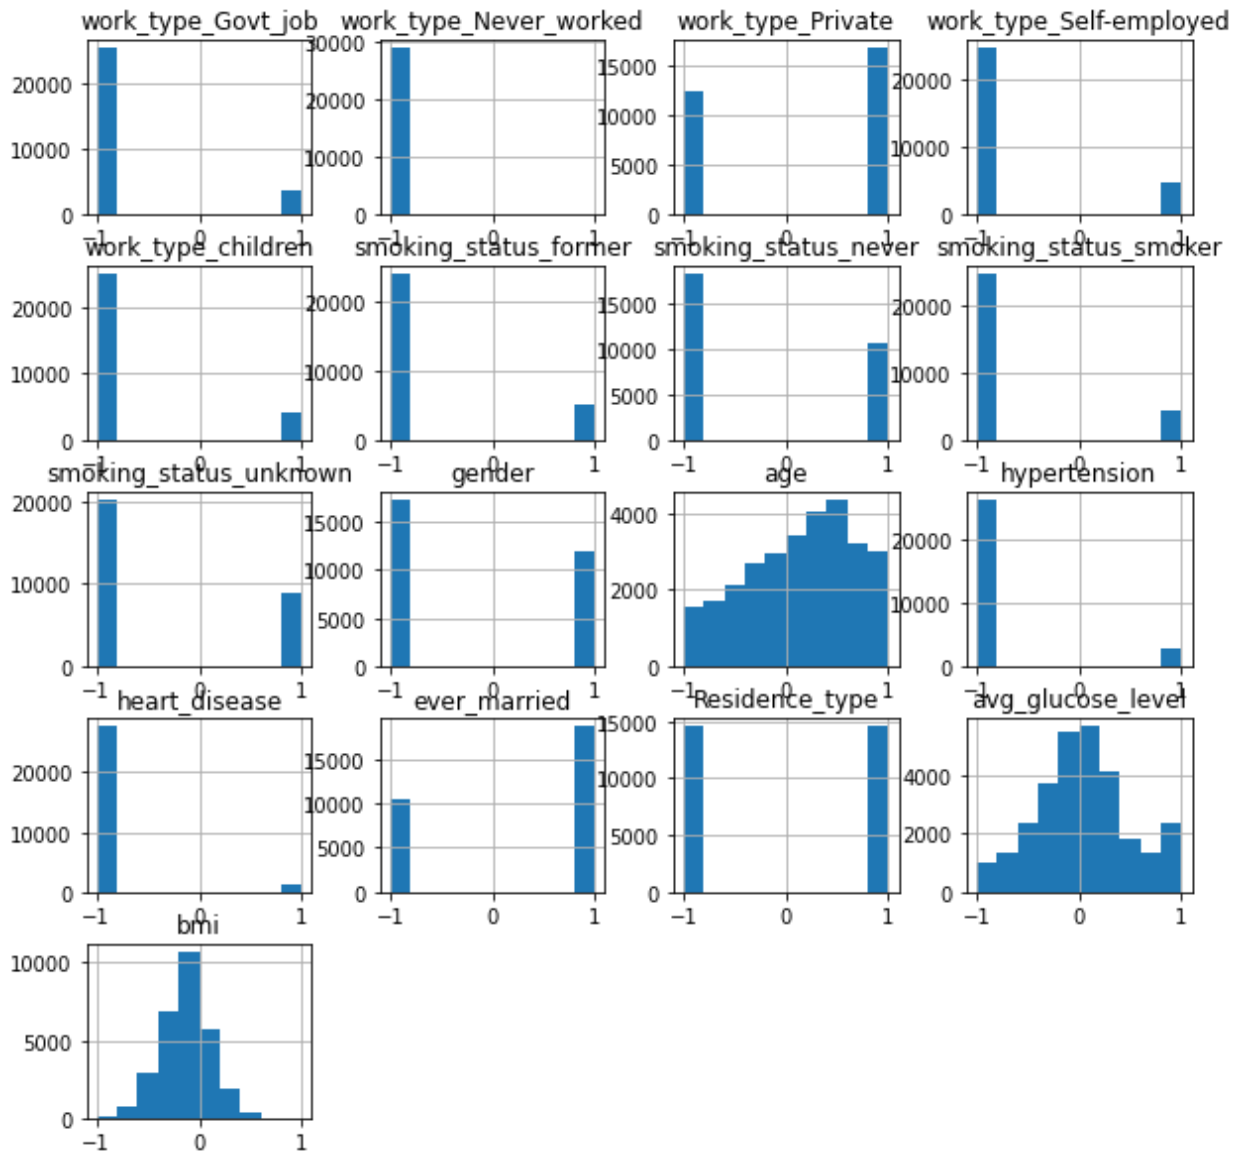 work_type_Govt_job work_type_Never_worked work_type_Private work_type_Self-employed
20000 10000 0 30000 20000 10000 0 15000 10000 5000 0 20000 10000 0
−1 0 1 −1 0 1 −1 0 1 −1 0 1
work_type_children smoking_status_former smoking_status_never smoking_status_smoker
20000 10000 0 20000 10000 0 15000 10000 5000 0 20000 10000 0
−1 0 1 −1 0 1 −1 0 1 −1 0 1
smoking_status_unknown gender age hypertension
20000 10000 0 15000 10000 5000 0 4000 2000 0 20000 10000 0
−1 0 1 −1 0 1 −1 0 1 −1 0 1
heart_disease ever_married Residence_type avg_glucose_level
20000 10000 0 15000 10000 5000 0 15000 10000 5000 0 4000 2000 0
−1 0 1 −1 0 1 −1 0 1 −1 0 1
bmi
10000 5000 0
−1 0 1